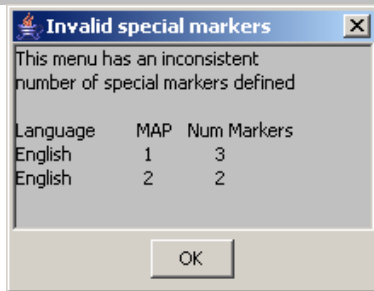 Invalid special markers
This menu has an inconsistent
number of special markers defined
Language MAP Num Markers
English 1 3
English 2 2
OK